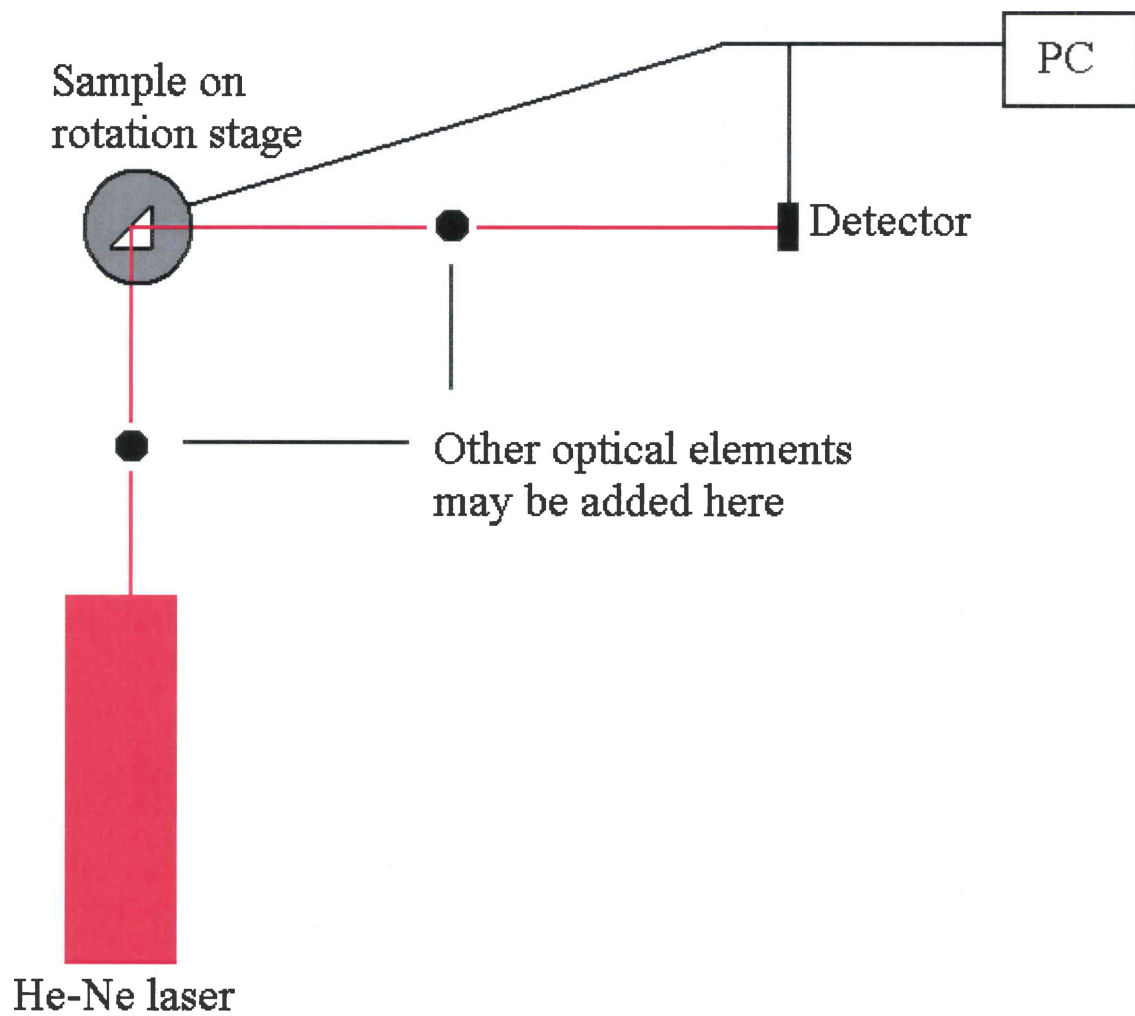 PC
Sample on
rotation stage
Detector
Other optical elements
may be added here
He-Ne laser